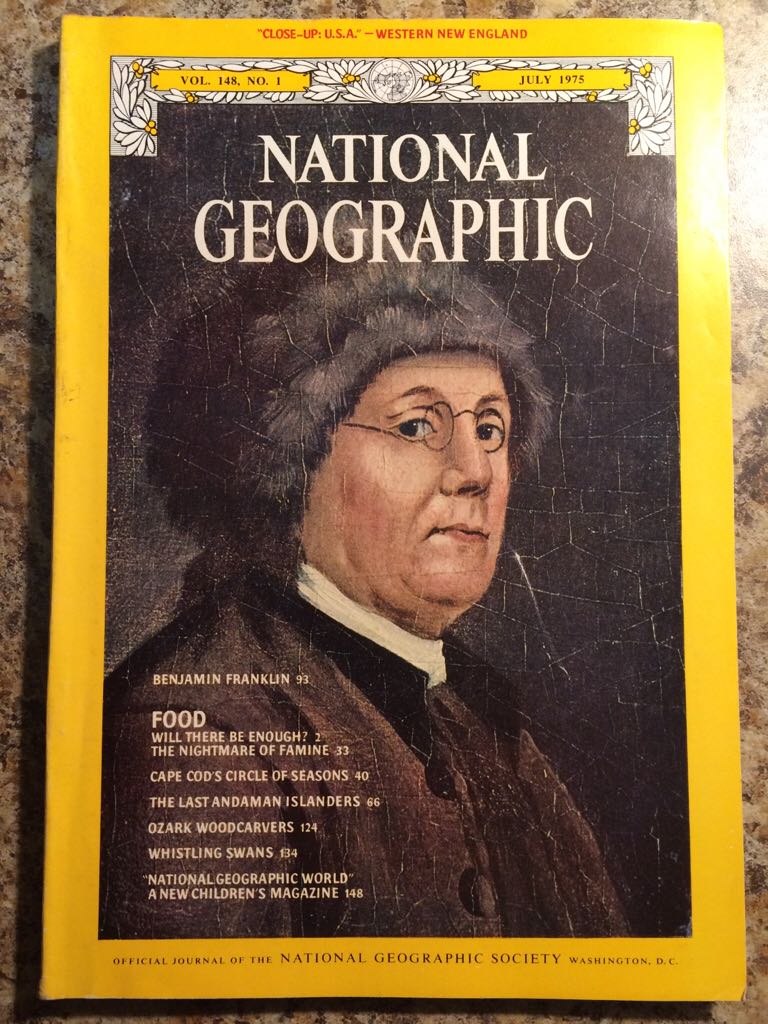 "CLOSE-UP: U.S.A." – WESTERN NEW ENGLAND
VOL. 148, NO. 1
JULY 1975
NATIONAL
GEOGRAPHIC
BENJAMIN FRANKLIN 93
FOOD
WILL THERE BE ENOUGH? 2
THE NIGHTMARE OF FAMINE 33
CAPE COD'S CIRCLE OF SEASONS 40
THE LAST ANDAMAN ISLANDERS 66
OZARK WOODCARVERS 124
WHISTLING SWANS 134
"NATIONAL GEOGRAPHIC WORLD"
A NEW CHILDREN'S MAGAZINE 148
OFFICIAL JOURNAL OF THE NATIONAL GEOGRAPHIC SOCIETY WASHINGTON, D.C.